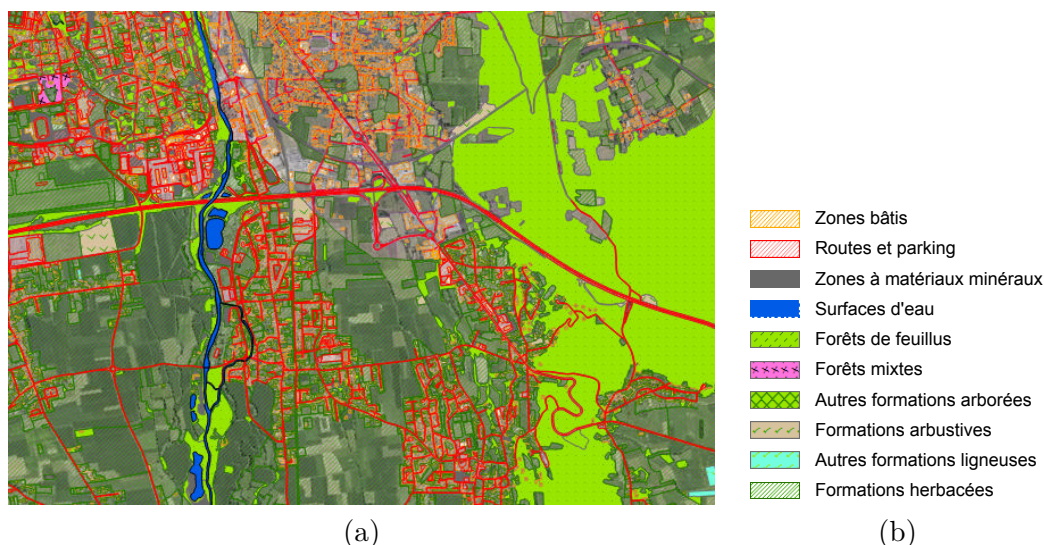 Zones bâtis
Routes et parking
Zones à matériaux minéraux
Surfaces d'eau
Forêts de feuillus
Forêts mixtes
Autres formations arborées
Formations arbustives
Autres formations ligneuses
Formations herbacées
(a)
(b)